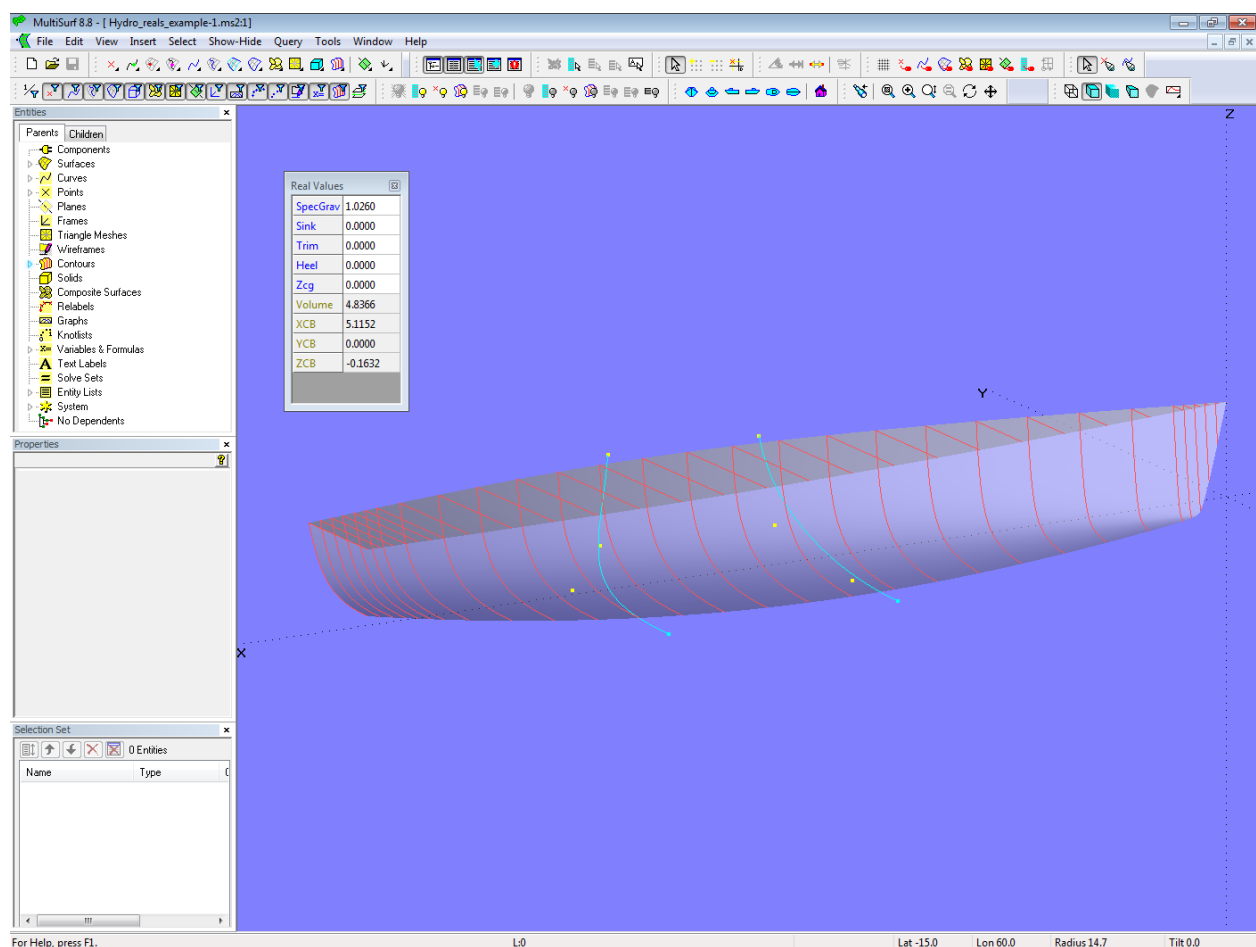 MultiSurf 8.8 - [ Hydro_reals_example-1.ms2:1]
File Edit View Insert Select Show-Hide Query Tools Window Help
Entities
Parents Children
Components
Surfaces
Curves
Points
Planes
Frames
Triangle Meshes
Wireframes
Contours
Solids
Composite Surfaces
Relabels
Graphs
Knotlists
Variables & Formulas
Text Labels
Solve Sets
Entity Lists
System
No Dependents
Properties
Selection Set
0 Entities
Name Type
Real Values
SpecGrav 1.0260
Sink 0.0000
Trim 0.0000
Heel 0.0000
Zcg 0.0000
Volume 4.8366
XCB 5.1152
YCB 0.0000
ZCB -0.1632
Z
Y
X
For Help, press F1. L:0 Lat -15.0 Lon 60.0 Radius 14.7 Tilt 0.0